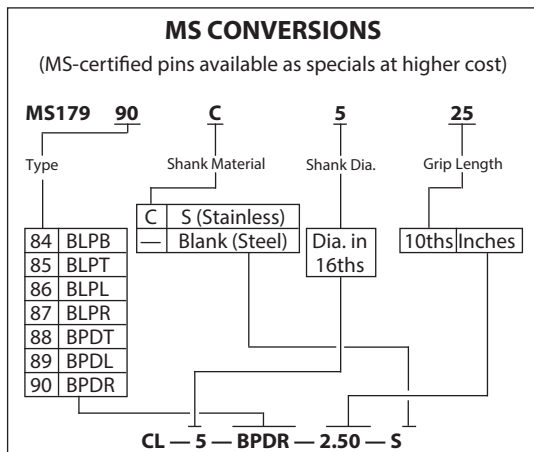 MS CONVERSIONS
(MS-certified pins available as specials at higher cost)
MS179 90 C 5 25
Type Shank Material Shank Dia. Grip Length
C S (Stainless)
— Blank (Steel)
Dia. in
16ths
10ths Inches
84 BLPB
85 BLPT
86 BLPL
87 BLPR
88 BPDT
89 BPDL
90 BPDR
CL — 5 — BPDR — 2.50 — S